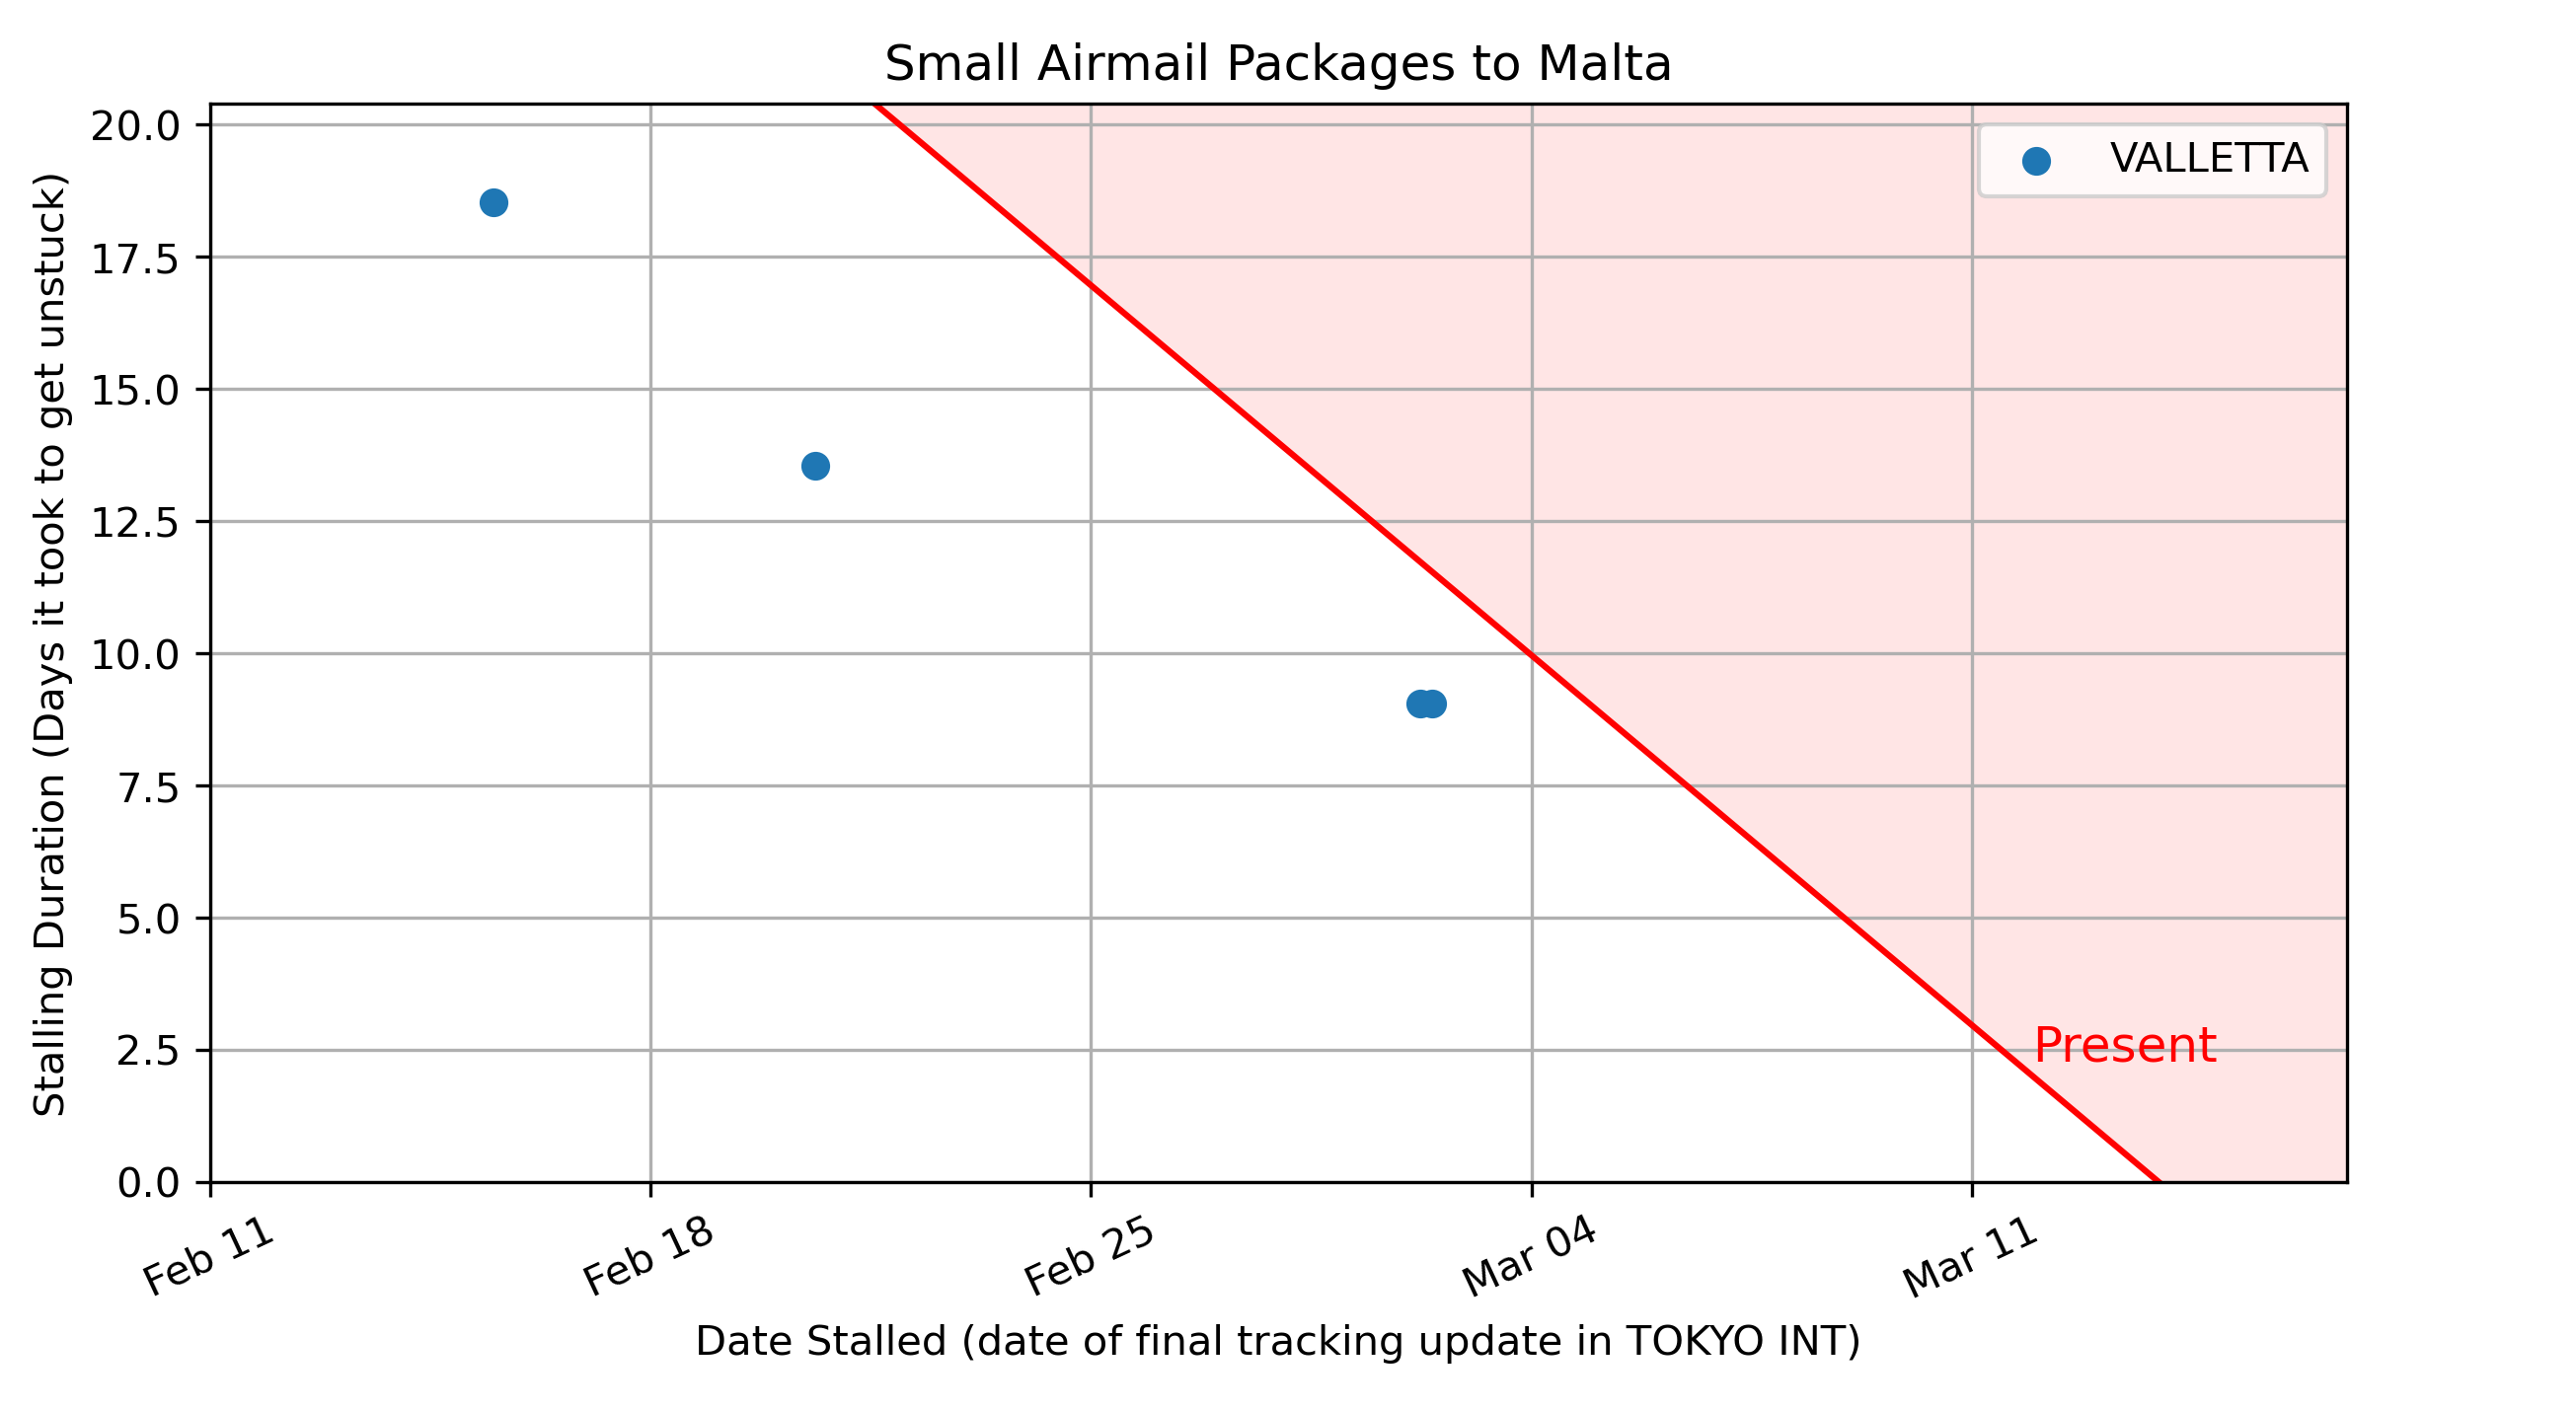 Small Airmail Packages to Malta
VALLETTA
Stalling Duration (Days it took to get unstuck)
20.0
17.5
15.0
12.5
10.0
7.5
5.0
2.5
0.0
Present
Feb 11
Feb 18
Feb 25
Mar 04
Mar 11
Date Stalled (date of final tracking update in TOKYO INT)